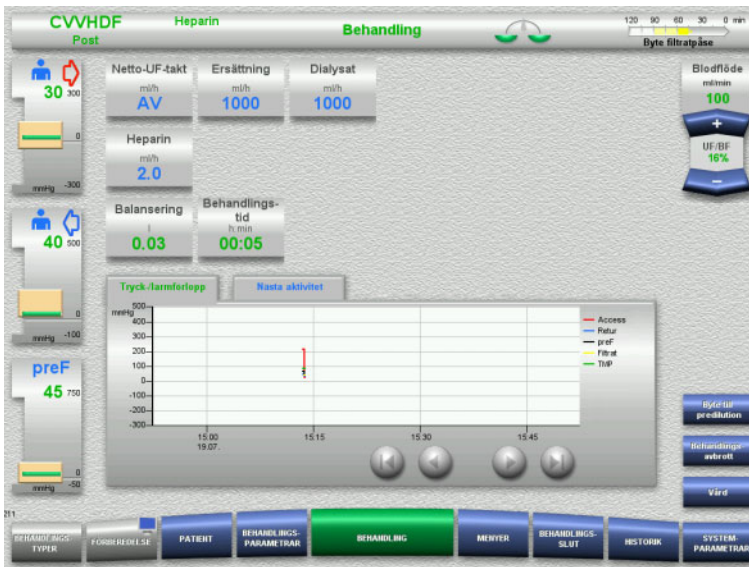 CVVHDF
Post
Heparin
Behandling
120 90 60 30 0 min
Byte filtratpåse
30
300
0
-300
mmHg
40
500
0
-100
mmHg
preF
45
750
0
-50
mmHg
Netto-UF-takt
ml/h
AV
Ersättning
ml/h
1000
Dialysat
ml/h
1000
Heparin
ml/h
2.0
Balansering
l
0.03
Behandlings-
tid
h:min
00:05
Blodflöde
ml/min
100
+
UF/BF
16%
−
Tryck-/larmförlopp
Nästa aktivitet
mmHg
500
400
300
200
100
0
-100
-200
-300
15:00
19.07.
15:15
15:30
15:45
Access
Retur
preF
Filtrat
TMP
Byte till
predilution
Behandlings-
avbrott
Vård
211
BEHANDLINGS-
TYPER
FÖRBEREDELSE
PATIENT
BEHANDLINGS-
PARAMETRAR
BEHANDLING
MENYER
BEHANDLINGS-
SLUT
HISTORIK
SYSTEM-
PARAMETRAR